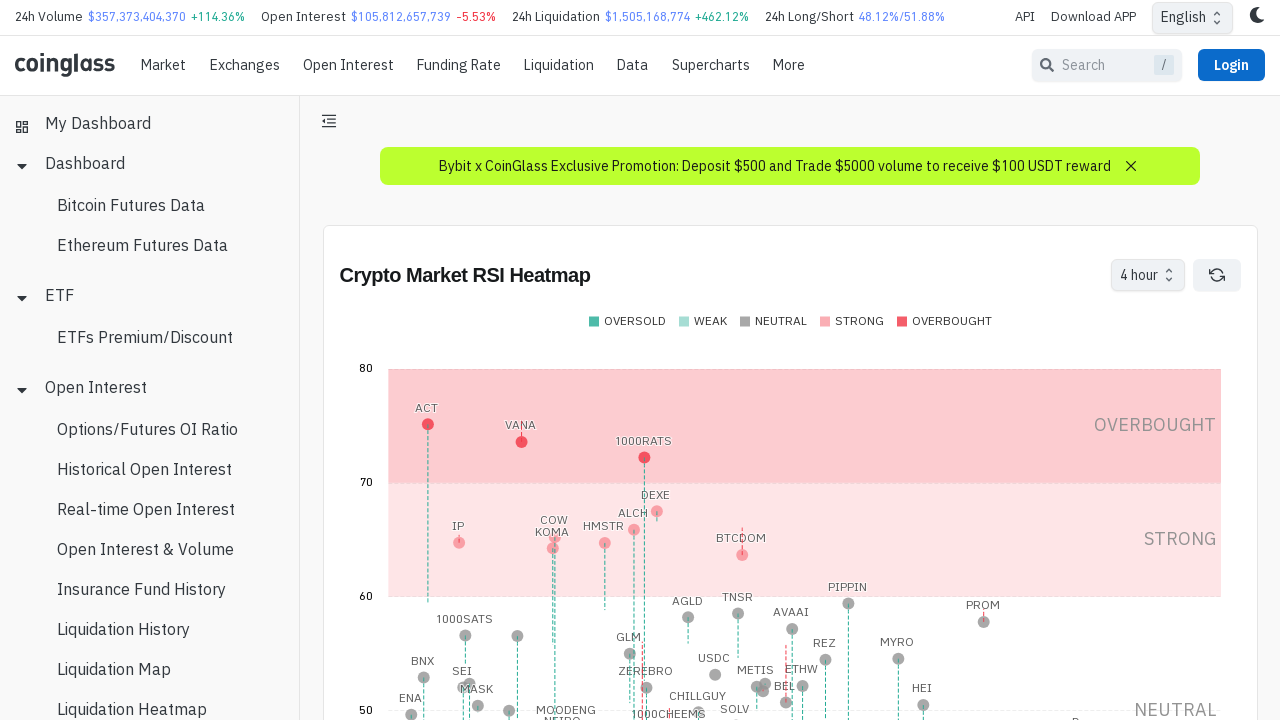 24h Volume $357,373,404,370 +114.36% Open Interest $105,812,657,739 -5.53% 24h Liquidation $1,505,168,774 +462.12% 24h Long/Short 48.12%/51.88% API Download APP English
coinglass Market Exchanges Open Interest Funding Rate Liquidation Data Supercharts More Search / Login
My Dashboard
Dashboard
Bitcoin Futures Data
Ethereum Futures Data
ETF
ETFs Premium/Discount
Open Interest
Options/Futures OI Ratio
Historical Open Interest
Real-time Open Interest
Open Interest & Volume
Insurance Fund History
Liquidation History
Liquidation Map
Liquidation Heatmap
Bybit x CoinGlass Exclusive Promotion: Deposit $500 and Trade $5000 volume to receive $100 USDT reward
Crypto Market RSI Heatmap 4 hour
OVERSOLD WEAK NEUTRAL STRONG OVERBOUGHT
80
ACT
VANA
OVERBOUGHT
1000RATS
70
DEXE
ALCH
COW
IP
KOMA
HMSTR
BTCDOM
STRONG
PIPPIN
60
AGLD
TNSR
PROM
AVAAI
1000SATS
GLM
REZ
MYRO
BNX
USDC
SEI
ZEREBRO
METIS
ETHW
MASK
BEL
HEI
ENA
CHILLGUY
50
MOODENG
1000CHEEMS
SOLV
NEUTRAL